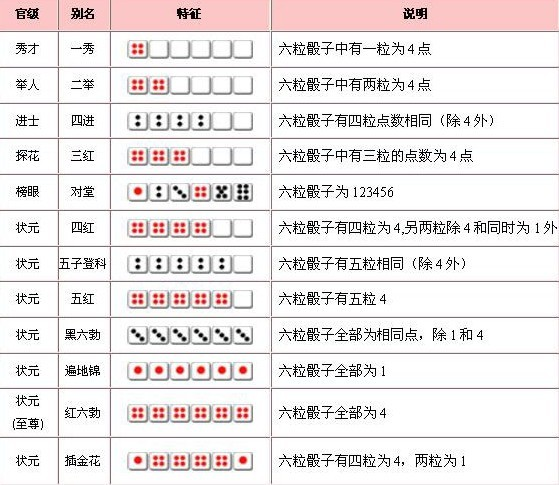 官级 别名 特征 说明
秀才 一秀 六粒骰子中有一粒为4点
举人 二举 六粒骰子中有两粒为4点
进士 四进 六粒骰子有四粒点数相同（除4外）
探花 三红 六粒骰子中有三粒的点数为4点
榜眼 对堂 六粒骰子为123456
状元 四红 六粒骰子有四粒为4,另两粒除4和同时为1外
状元 五子登科 六粒骰子有五粒相同（除4外）
状元 五红 六粒骰子有五粒4
状元 黑六勃 六粒骰子全部为相同点，除1和4
状元 遍地锦 六粒骰子全部为1
状元
(至尊) 红六勃 六粒骰子全部为4
状元 插金花 六粒骰子有四粒为4，两粒为1